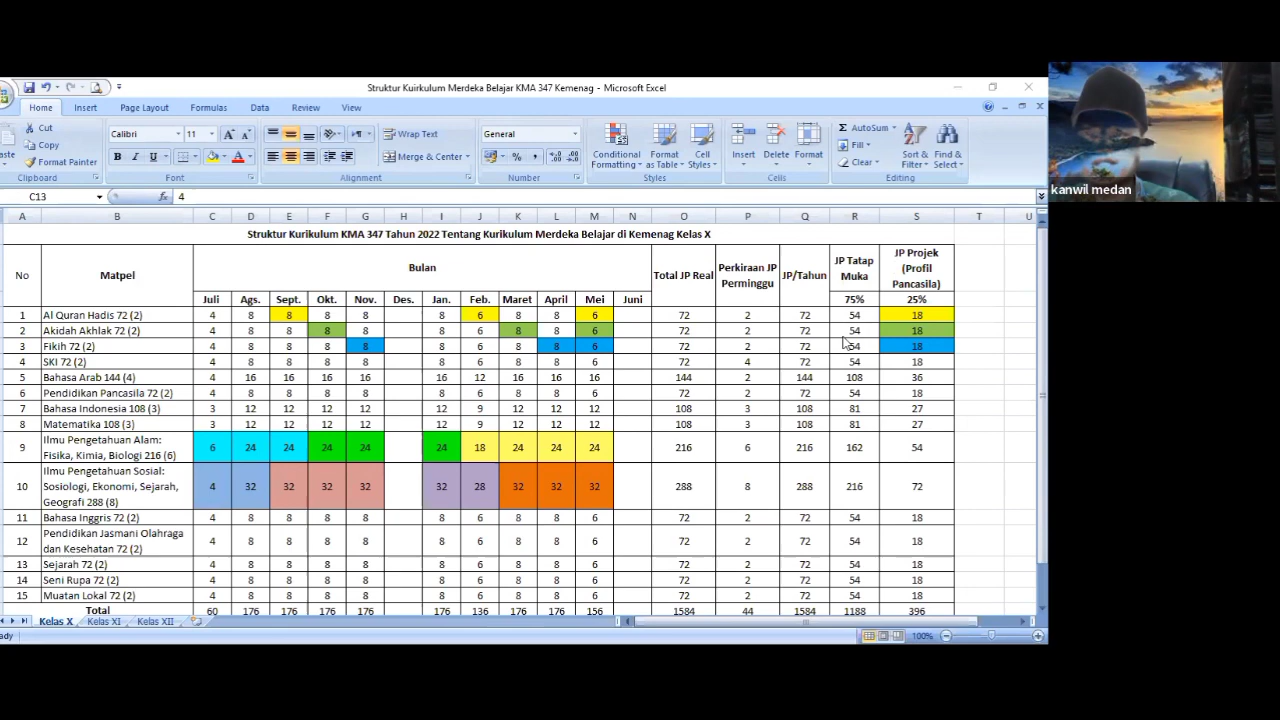 Struktur Kuirkulum Merdeka Belajar KMA 347 Kemenag - Microsoft Excel
Home Insert Page Layout Formulas Data Review View
Cut
Copy
Format Painter
Clipboard
Calibri 11
Font
Wrap Text
Merge & Center
Alignment
General
Number
Conditional Formatting
Format as Table
Cell Styles
Styles
Insert Delete Format
Cells
AutoSum
Fill
Clear
Sort & Filter
Find & Select
Editing
kanwil medan
C13 4
A B C D E F G H I J K L M N O P Q R S T U
Struktur Kurikulum KMA 347 Tahun 2022 Tentang Kurikulum Merdeka Belajar di Kemenag Kelas X
No Matpel Bulan Total JP Real Perkiraan JP Perminggu JP/Tahun JP Tatap Muka JP Projek (Profil Pancasila)
Juli Ags. Sept. Okt. Nov. Des. Jan. Feb. Maret April Mei Juni 75% 25%
1 Al Quran Hadis 72 (2) 4 8 8 8 8 8 6 8 8 6 72 2 72 54 18
2 Akidah Akhlak 72 (2) 4 8 8 8 8 8 6 8 8 6 72 2 72 54 18
3 Fikih 72 (2) 4 8 8 8 8 8 6 8 8 6 72 2 72 54 18
4 SKI 72 (2) 4 8 8 8 8 8 6 8 8 6 72 4 72 54 18
5 Bahasa Arab 144 (4) 4 16 16 16 16 16 12 16 16 16 144 2 144 108 36
6 Pendidikan Pancasila 72 (2) 4 8 8 8 8 8 6 8 8 6 72 2 72 54 18
7 Bahasa Indonesia 108 (3) 3 12 12 12 12 12 9 12 12 12 108 3 108 81 27
8 Matematika 108 (3) 3 12 12 12 12 12 9 12 12 12 108 3 108 81 27
9 Ilmu Pengetahuan Alam: Fisika, Kimia, Biologi 216 (6) 6 24 24 24 24 24 18 24 24 24 216 6 216 162 54
10 Ilmu Pengetahuan Sosial: Sosiologi, Ekonomi, Sejarah, Geografi 288 (8) 4 32 32 32 32 32 28 32 32 32 288 8 288 216 72
11 Bahasa Inggris 72 (2) 4 8 8 8 8 8 6 8 8 6 72 2 72 54 18
12 Pendidikan Jasmani Olahraga dan Kesehatan 72 (2) 4 8 8 8 8 8 6 8 8 6 72 2 72 54 18
13 Sejarah 72 (2) 4 8 8 8 8 8 6 8 8 6 72 2 72 54 18
14 Seni Rupa 72 (2) 4 8 8 8 8 8 6 8 8 6 72 2 72 54 18
15 Muatan Lokal 72 (2) 4 8 8 8 8 8 6 8 8 6 72 2 72 54 18
Total 60 176 176 176 176 176 136 176 176 156 1584 44 1584 1188 396
Kelas X Kelas XI Kelas XII
100%